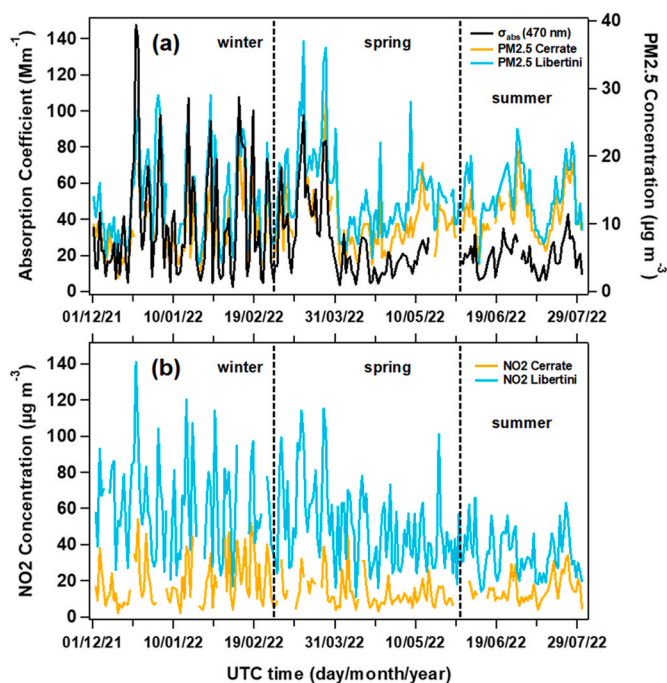 (a)
winter
spring
summer
σabs (470 nm)
PM2.5 Cerrate
PM2.5 Libertini
Absorption Coefficient (Mm-1)
140
120
100
80
60
40
20
0
PM2.5 Concentration (µg m-3)
40
30
20
10
0
01/12/21 10/01/22 19/02/22 31/03/22 10/05/22 19/06/22 29/07/22
(b)
winter
spring
summer
NO2 Cerrate
NO2 Libertini
NO2 Concentration (µg m-3)
140
120
100
80
60
40
20
0
01/12/21 10/01/22 19/02/22 31/03/22 10/05/22 19/06/22 29/07/22
UTC time (day/month/year)